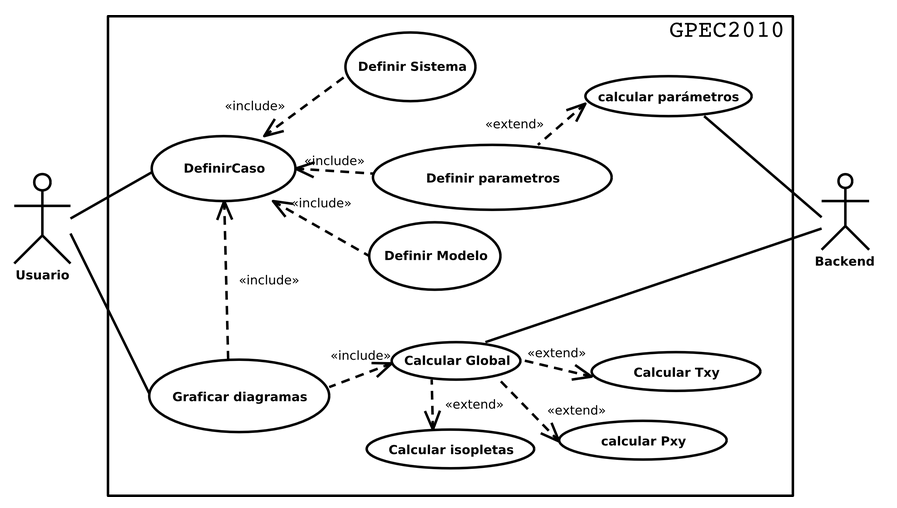 GPEC2010
Definir Sistema
«include»
calcular parámetros
«extend»
DefinirCaso
«include»
Definir parametros
«include»
Definir Modelo
Usuario
Backend
«include»
«include»
Calcular Global
«extend»
Calcular Txy
Graficar diagramas
«extend»
«extend»
Calcular isopletas
calcular Pxy